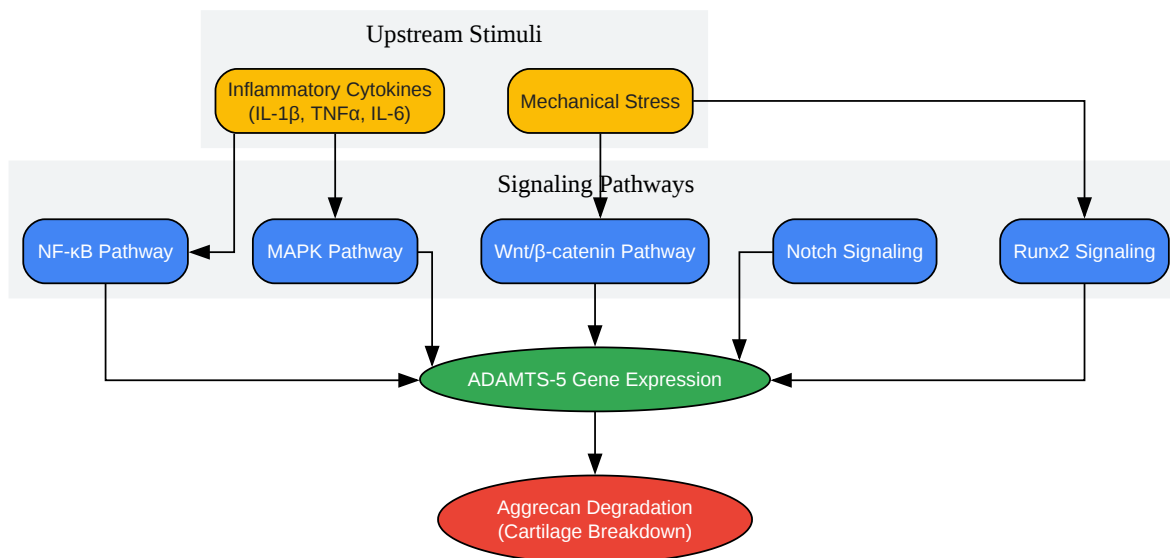 Upstream Stimuli
Inflammatory Cytokines
(IL-1β, TNFα, IL-6)
Mechanical Stress
Signaling Pathways
NF-κB Pathway
MAPK Pathway
Wnt/β-catenin Pathway
Notch Signaling
Runx2 Signaling
ADAMTS-5 Gene Expression
Aggrecan Degradation
(Cartilage Breakdown)